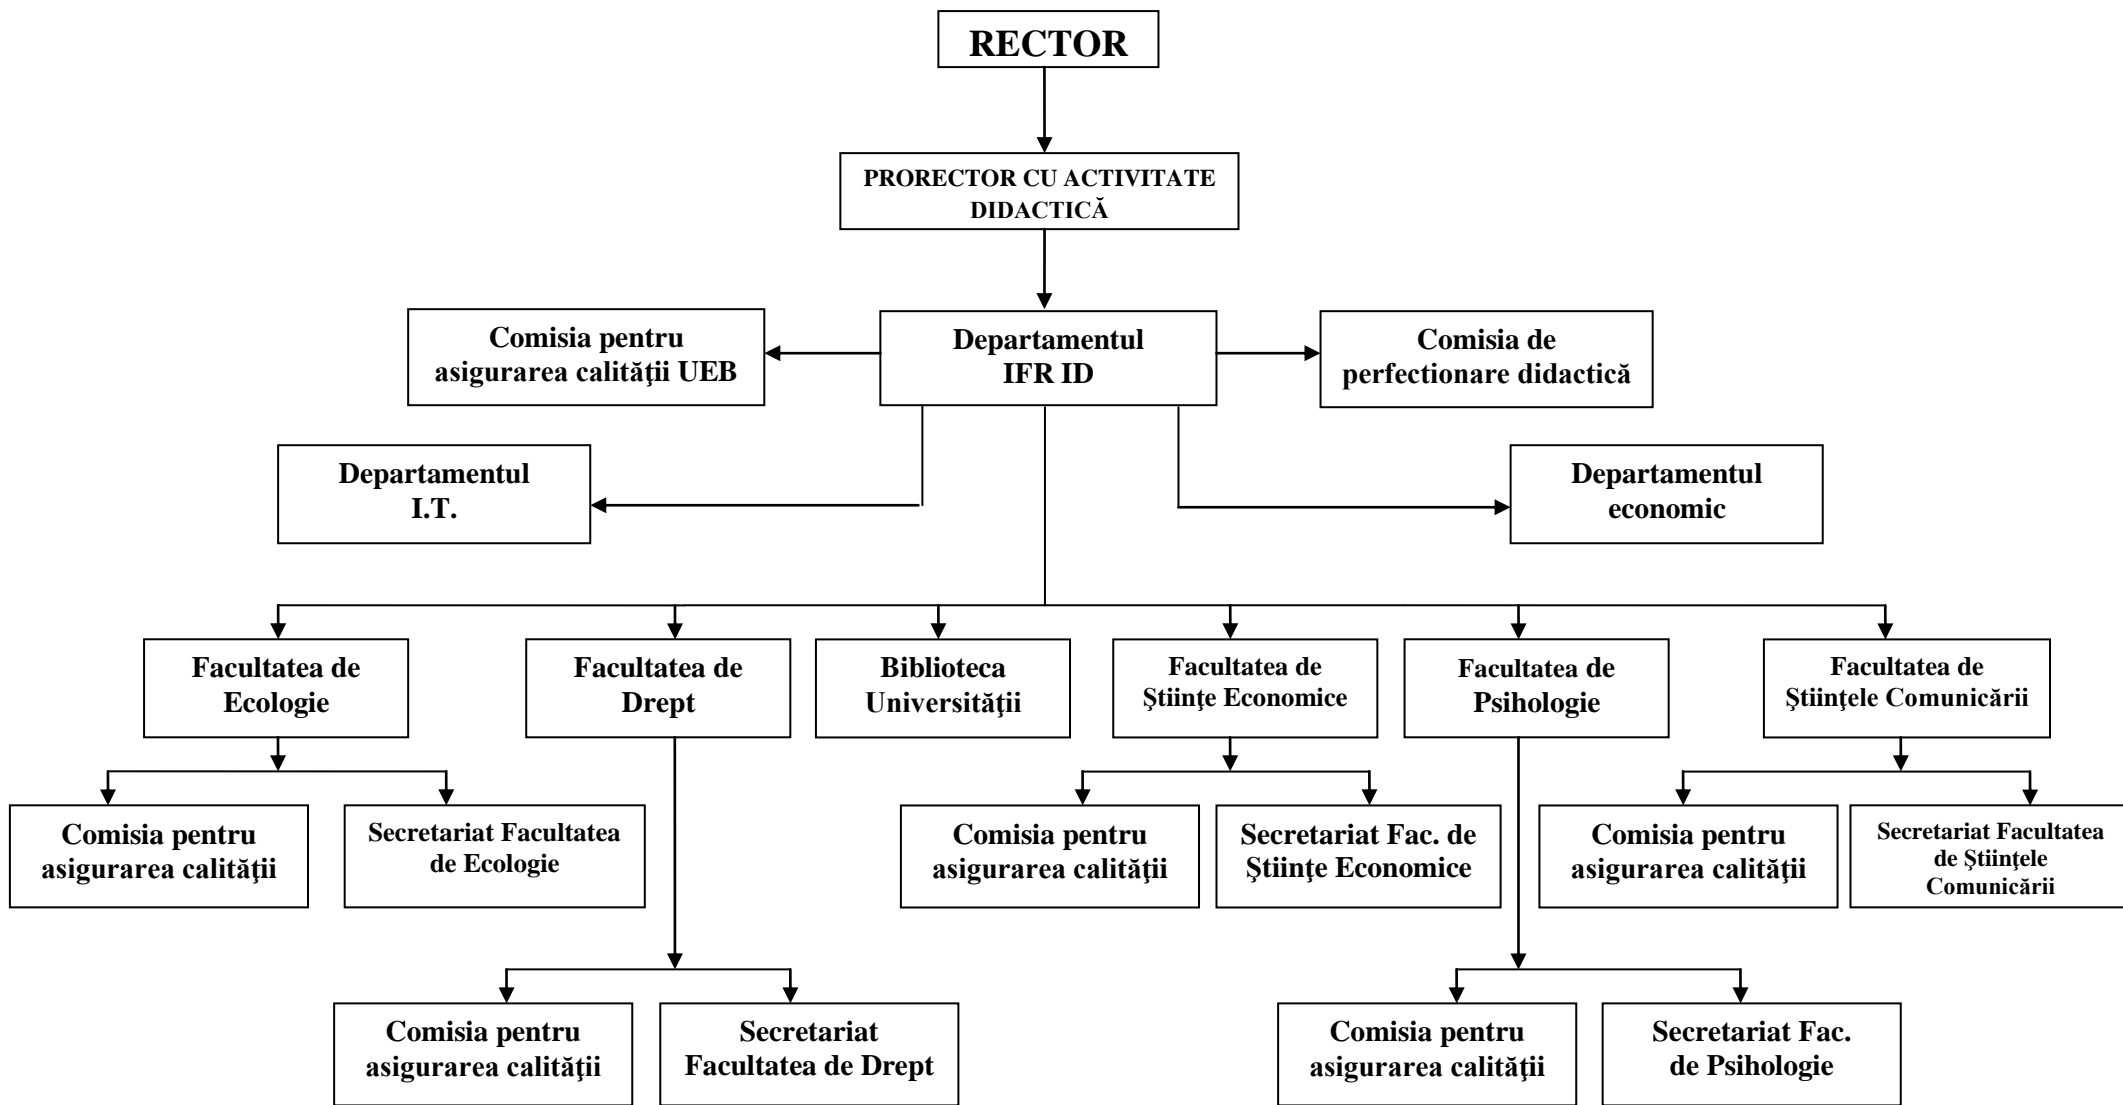 RECTOR
PRORECTOR CU ACTIVITATE
DIDACTICĂ
Comisia pentru
asigurarea calităţii UEB
Departamentul
IFR ID
Comisia de
perfectionare didactică
Departamentul
I.T.
Departamentul
economic
Facultatea de
Ecologie
Facultatea de
Drept
Biblioteca
Universităţii
Facultatea de
Ştiinţe Economice
Facultatea de
Psihologie
Facultatea de
Ştiinţele Comunicării
Comisia pentru
asigurarea calităţii
Secretariat Facultatea
de Ecologie
Comisia pentru
asigurarea calităţii
Secretariat Fac. de
Ştiinţe Economice
Comisia pentru
asigurarea calităţii
Secretariat Facultatea
de Ştiinţele
Comunicării
Comisia pentru
asigurarea calităţii
Secretariat
Facultatea de Drept
Comisia pentru
asigurarea calităţii
Secretariat Fac.
de Psihologie